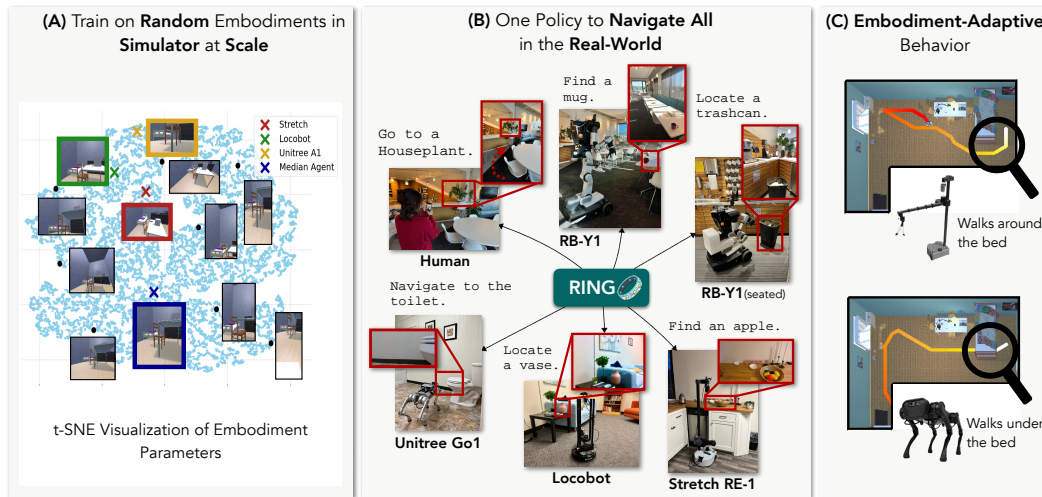 (A) Train on Random Embodiments in
Simulator at Scale
Stretch
Locobot
Unitree A1
Median Agent
t-SNE Visualization of Embodiment
Parameters
(B) One Policy to Navigate All
in the Real-World
Go to a
Houseplant.
Human
Find a
mug.
RB-Y1
Locate a
trashcan.
RB-Y1(seated)
RING
Navigate to the
toilet.
Unitree Go1
Locate
a vase.
Locobot
Find an apple.
Stretch RE-1
(C) Embodiment-Adaptive
Behavior
Walks around
the bed
Walks under
the bed